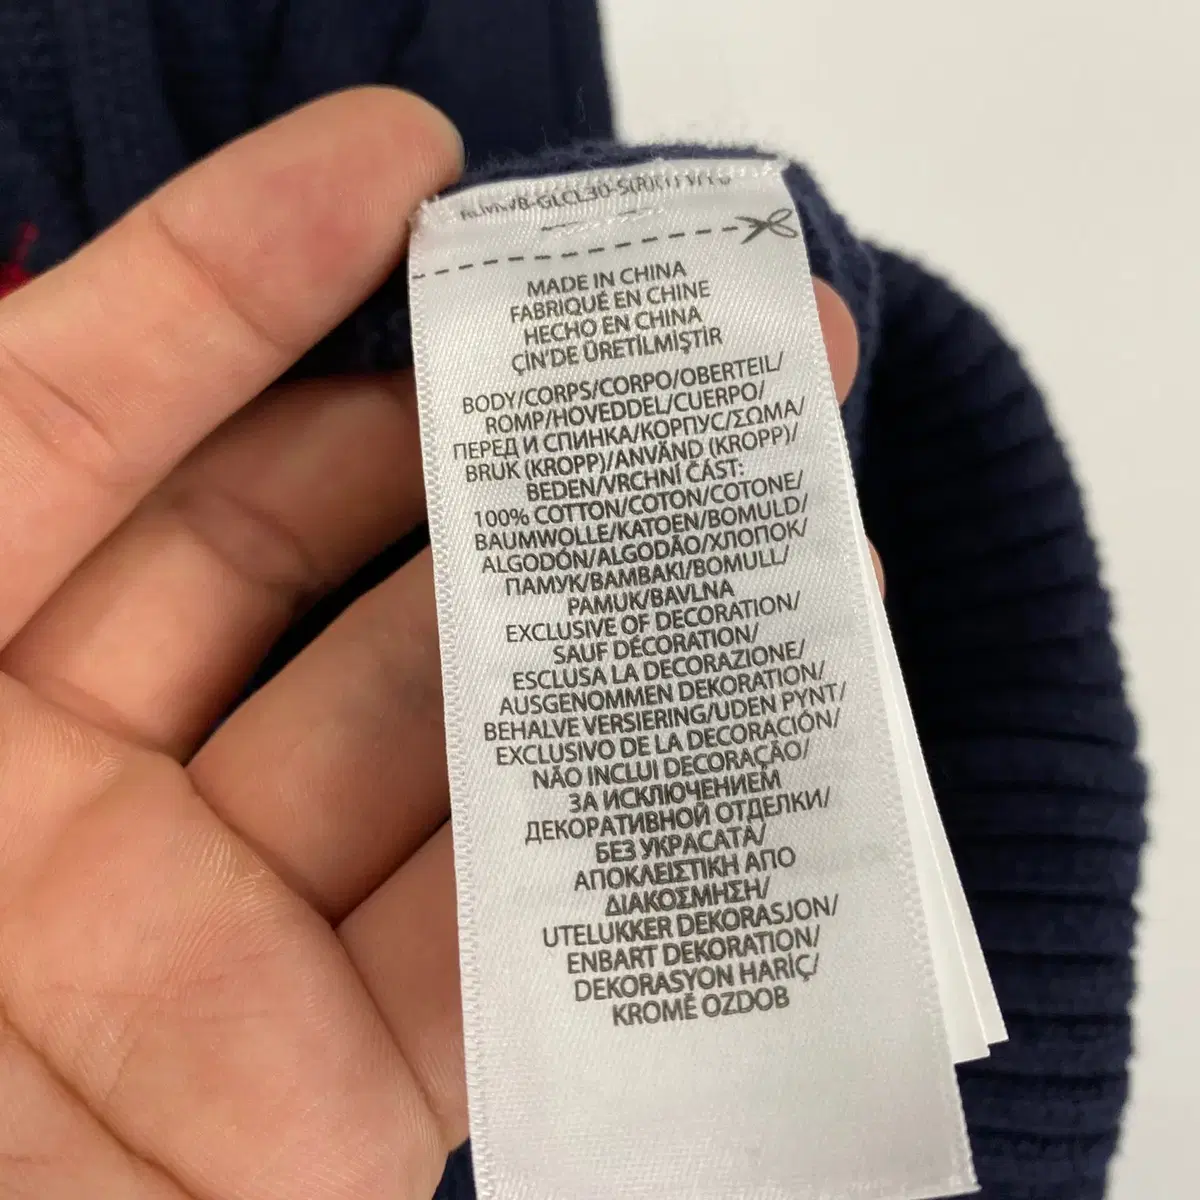 MADE IN CHINA
FABRIQUÉ EN CHINE
HECHO EN CHINA
ÇİN'DE ÜRETİLMİŞTİR
BODY/CORPS/CORPO/OBERTEIL/
ROMP/HOVEDDEL/CUERPO/
ПЕРЕД И СПИНКА/КОРПУС/ΣΩΜΑ/
BRUK (KROPP)/ANVÄND (KROPP)/
BEDEN/VRCHNÍ ČÁST:
100% COTTON/COTON/COTONE/
BAUMWOLLE/KATOEN/BOMULD/
ALGODÓN/ALGODÃO/ХЛОПОК/
ПАМУК/ΒΑΜΒΑΚΙ/BOMULL/
PAMUK/BAVLNA
EXCLUSIVE OF DECORATION/
SAUF DÉCORATION/
ESCLUSA LA DECORAZIONE/
AUSGENOMMEN DEKORATION/
BEHALVE VERSIERING/UDEN PYNT/
EXCLUSIVO DE LA DECORACIÓN/
NÃO INCLUI DECORAÇÃO/
ЗА ИСКЛЮЧЕНИЕМ
ДЕКОРАТИВНОЙ ОТДЕЛКИ/
БЕЗ УКРАСАТА/
ΑΠΟΚΛΕΙΣΤΙΚΗ ΑΠΟ
ΔΙΑΚΟΣΜΗΣΗ/
UTELUKKER DEKORASJON/
ENBART DEKORATION/
DEKORASYON HARİÇ/
KROMĚ OZDOB